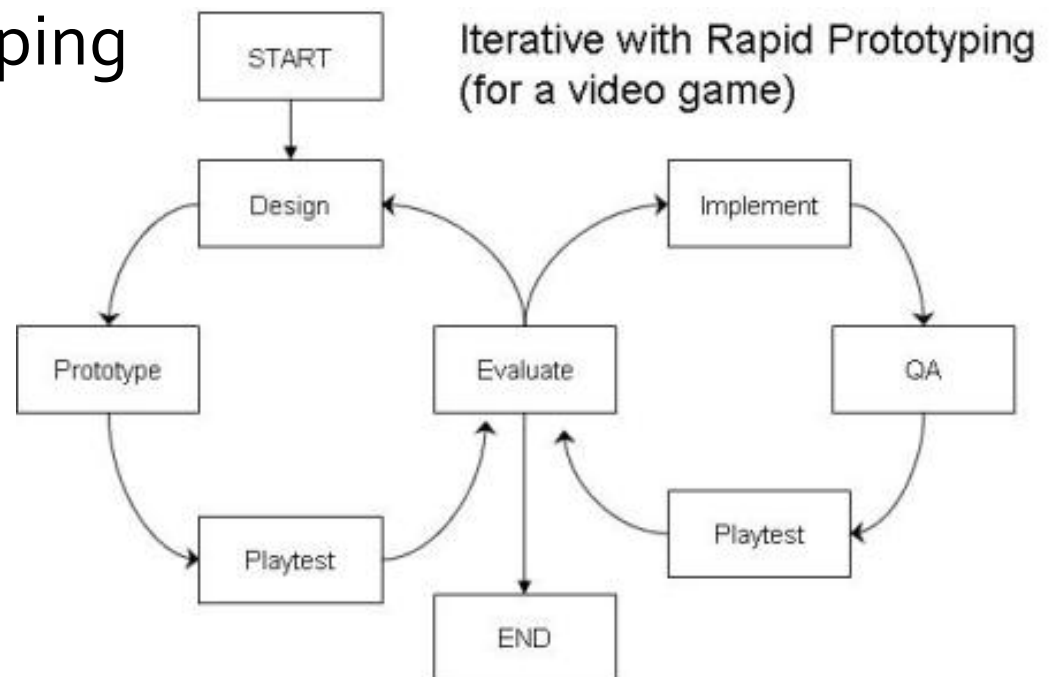 ping
START
Iterative with Rapid Prototyping
(for a video game)
Design
Implement
Prototype
Evaluate
QA
Playtest
Playtest
END